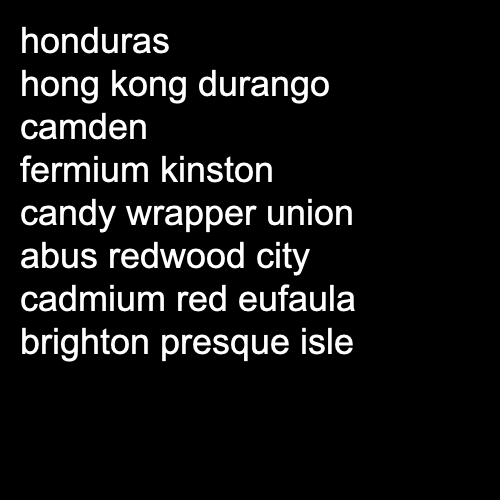 honduras
hong kong durango
camden
fermium kinston
candy wrapper union
abus redwood city
cadmium red eufaula
brighton presque isle